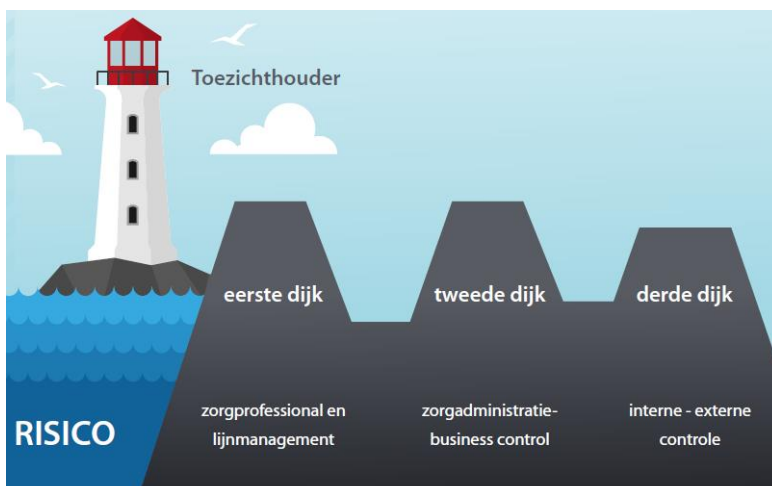 Toezichthouder
eerste dijk
tweede dijk
derde dijk
RISICO
zorgprofessional en
lijnmanagement
zorgadministratie-
business control
interne - externe
controle